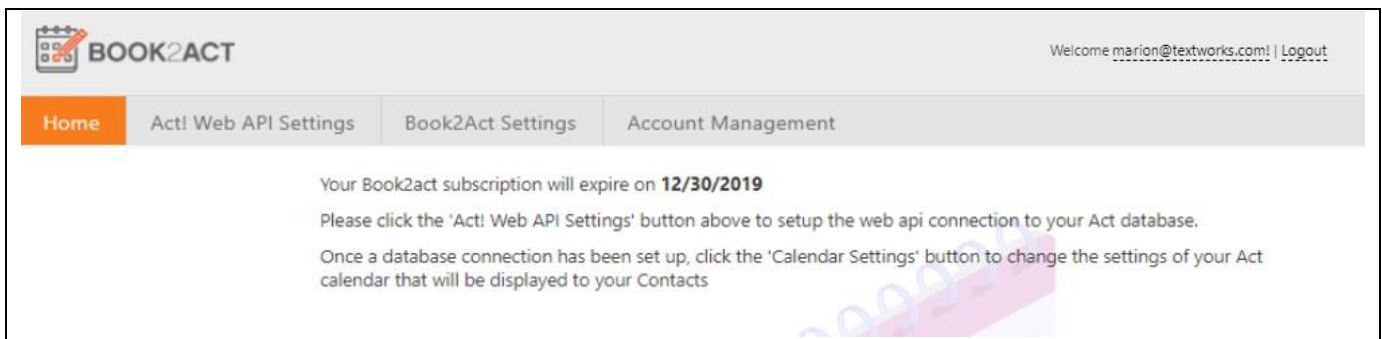 BOOK2ACT
Welcome marion@textworks.com! | Logout
Home Act! Web API Settings Book2Act Settings Account Management
Your Book2act subscription will expire on 12/30/2019
Please click the 'Act! Web API Settings' button above to setup the web api connection to your Act database.
Once a database connection has been set up, click the 'Calendar Settings' button to change the settings of your Act
calendar that will be displayed to your Contacts